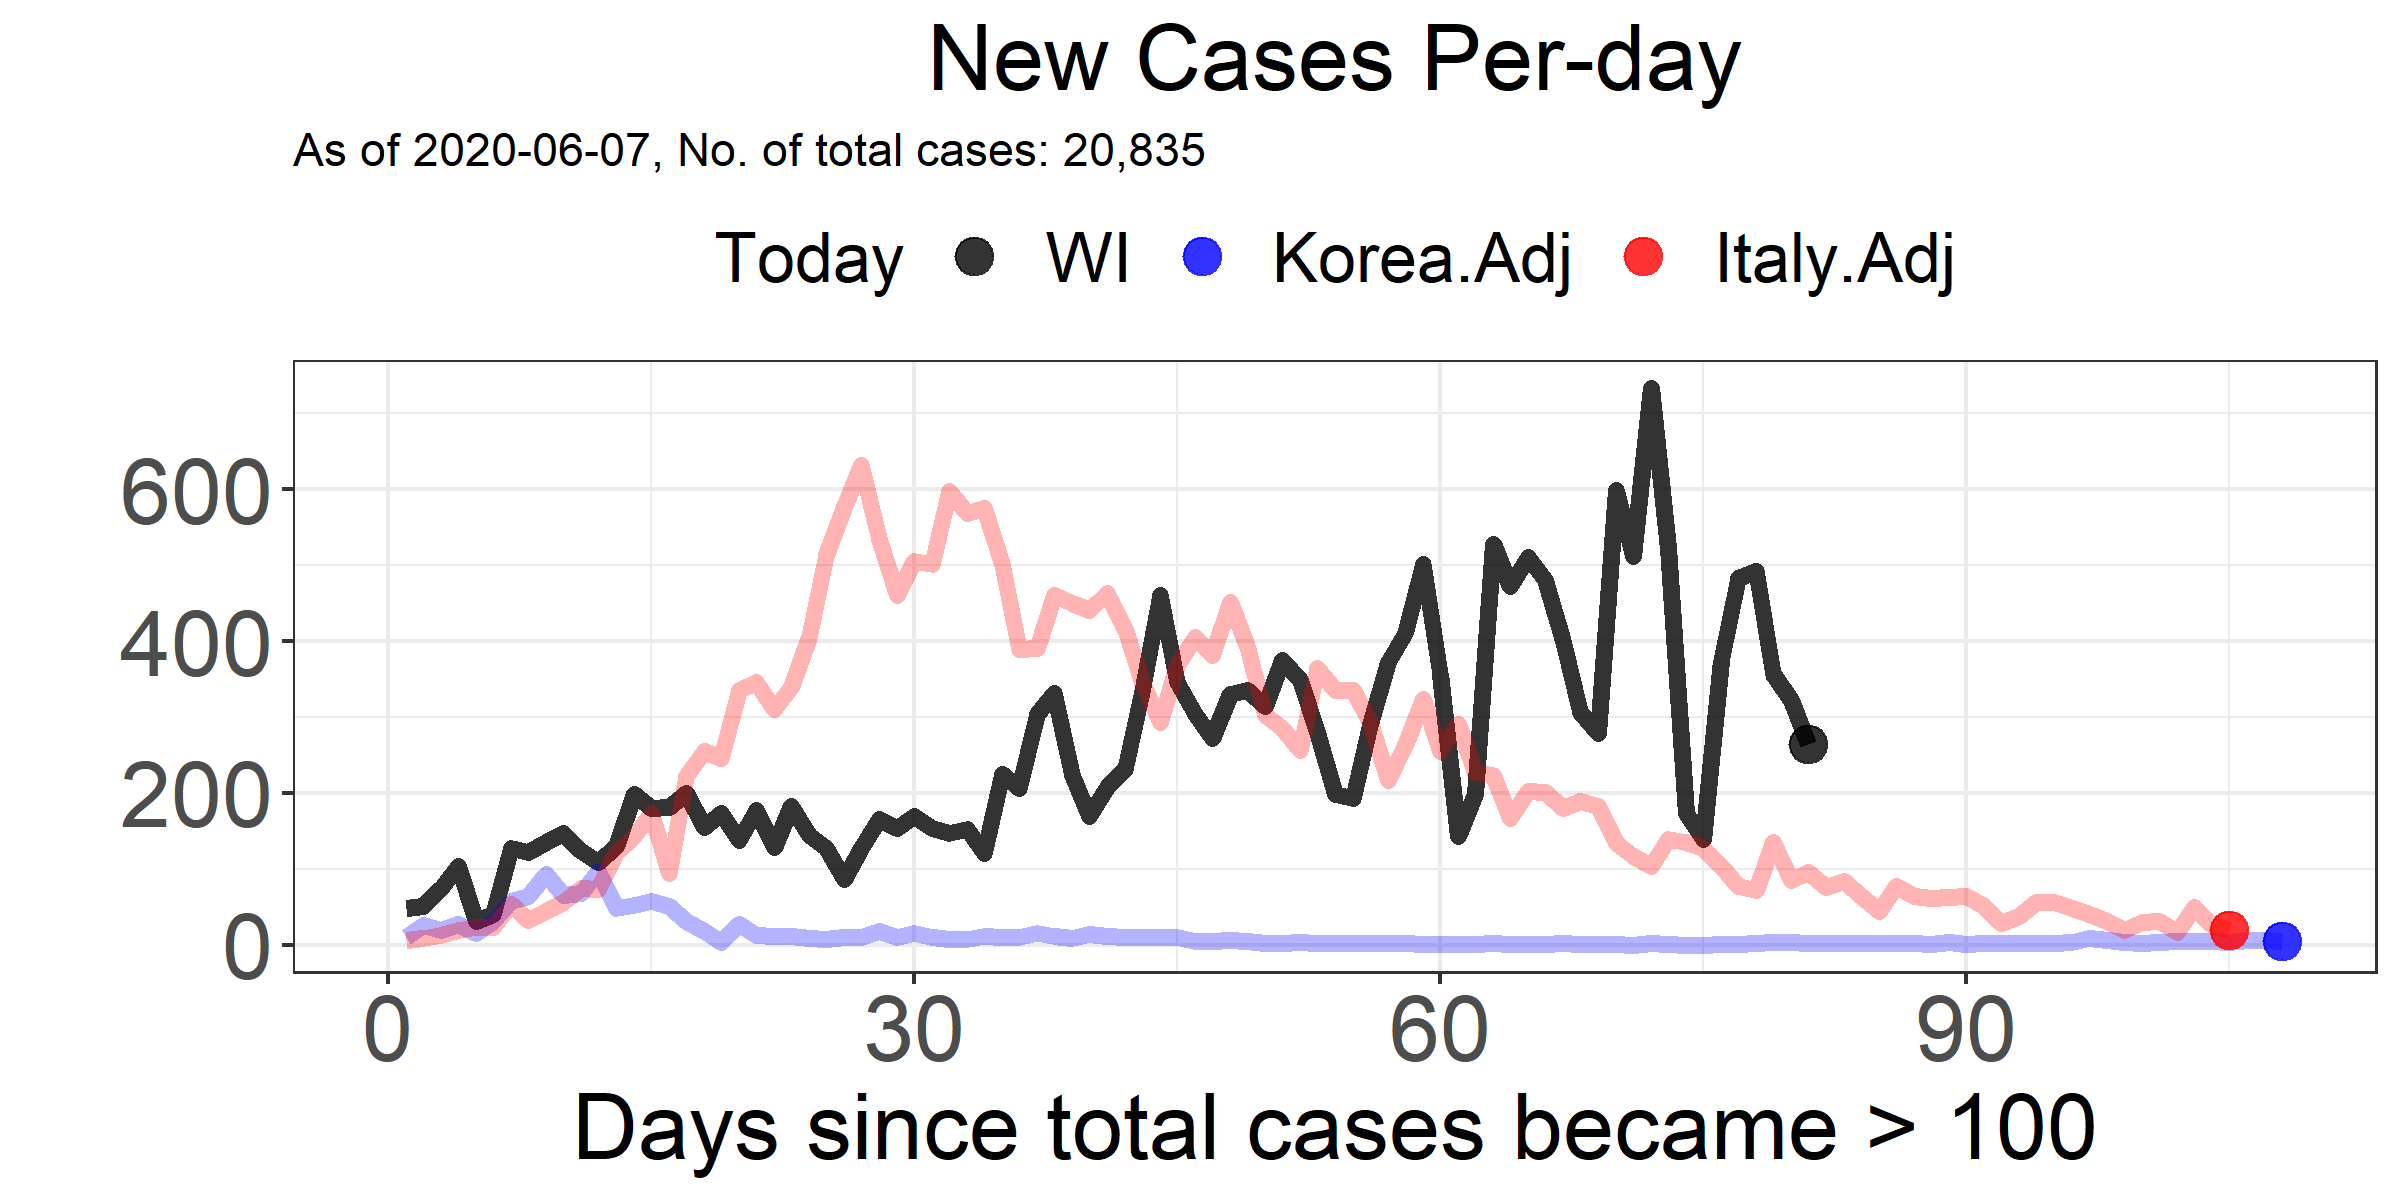 New Cases Per-day
As of 2020-06-07, No. of total cases: 20,835
Today WI Korea.Adj Italy.Adj
600
400
200
0
0 30 60 90
Days since total cases became > 100